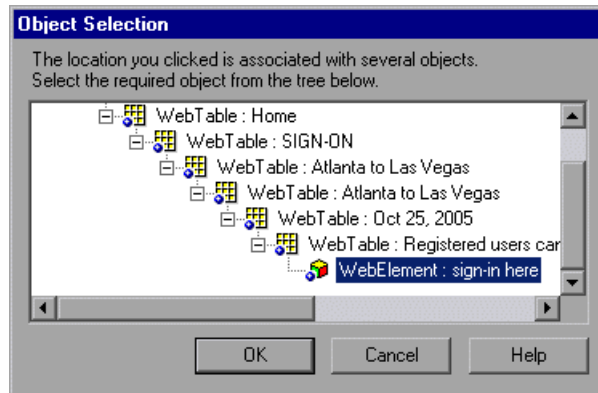 Object Selection
The location you clicked is associated with several objects.
Select the required object from the tree below.
WebTable : Home
WebTable : SIGN-ON
WebTable : Atlanta to Las Vegas
WebTable : Atlanta to Las Vegas
WebTable : Oct 25, 2005
WebTable : Registered users car
WebElement : sign-in here
OK Cancel Help